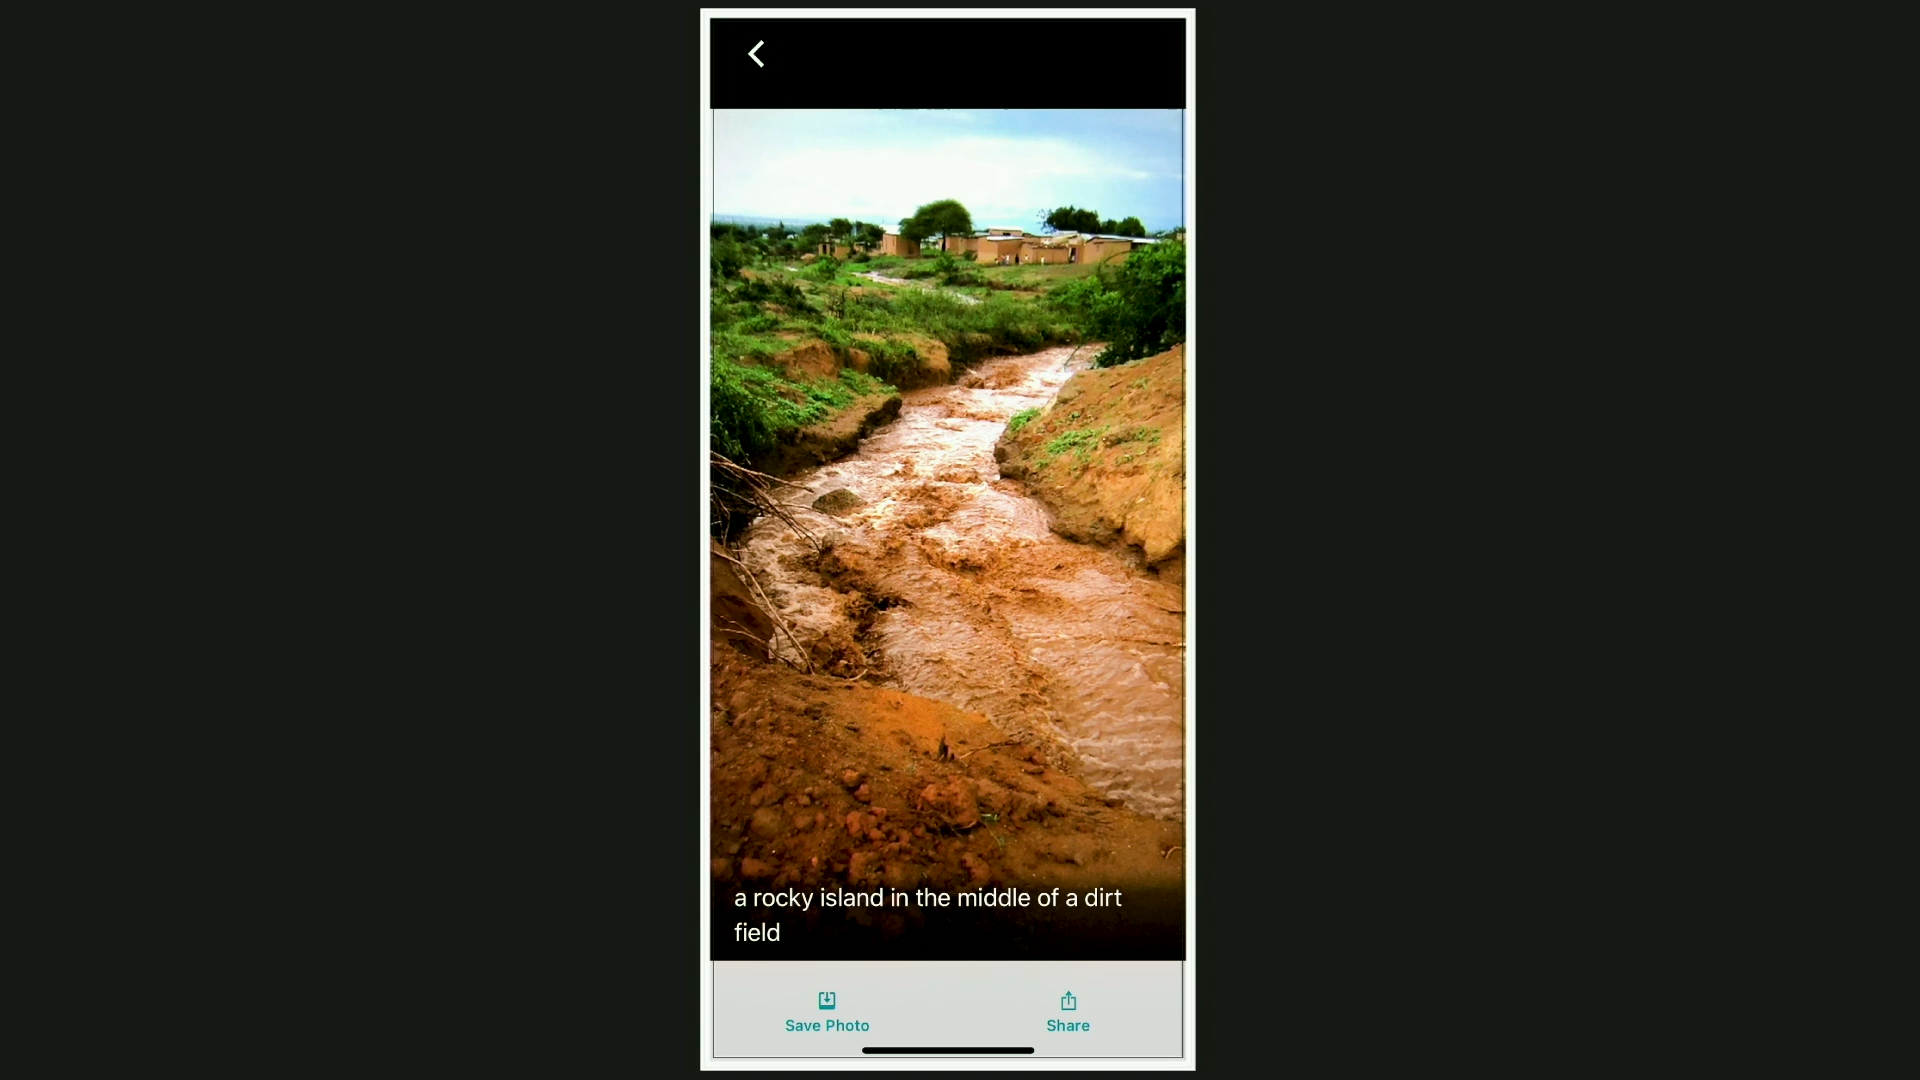 a rocky island in the middle of a dirt
field
Save Photo
Share